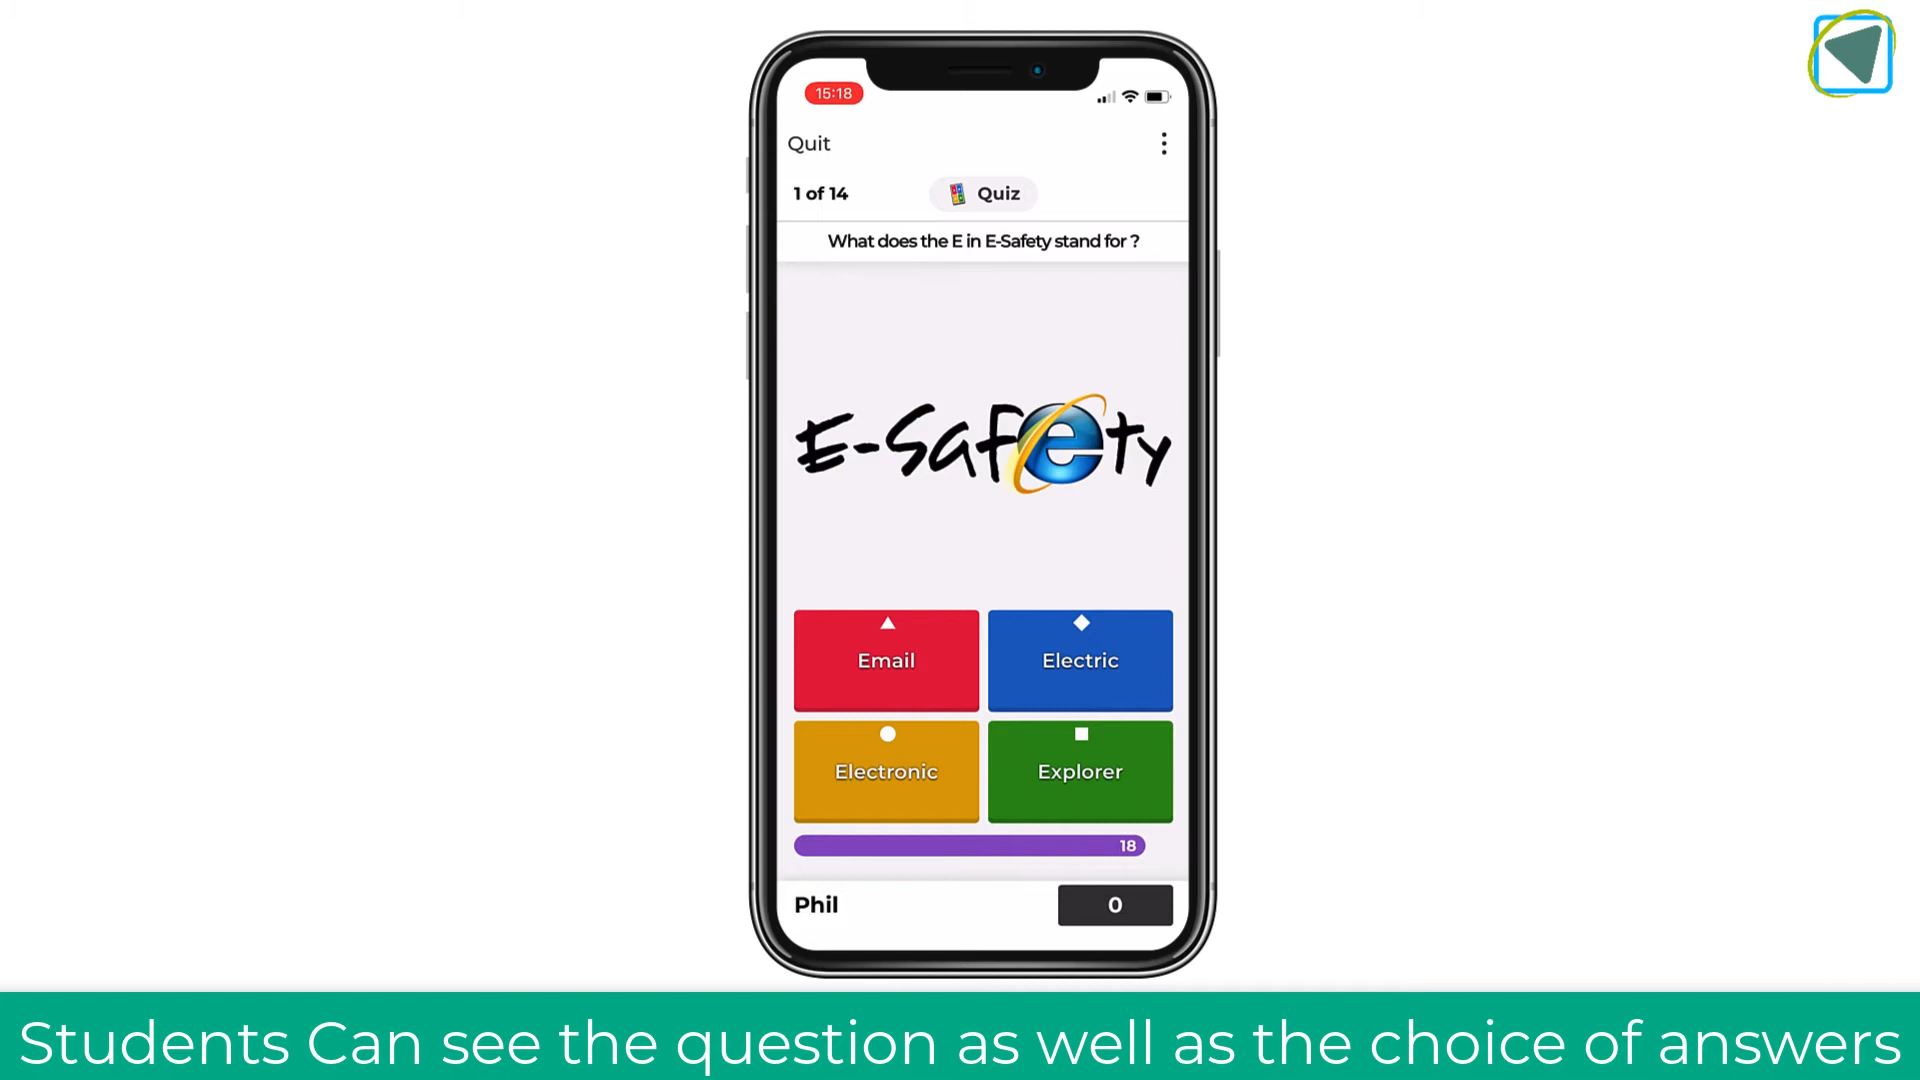 15:18
Quit
1 of 14
Quiz
What does the E in E-Safety stand for ?
E-Safety
Email
Electric
Electronic
Explorer
18
Phil
0
Students Can see the question as well as the choice of answers